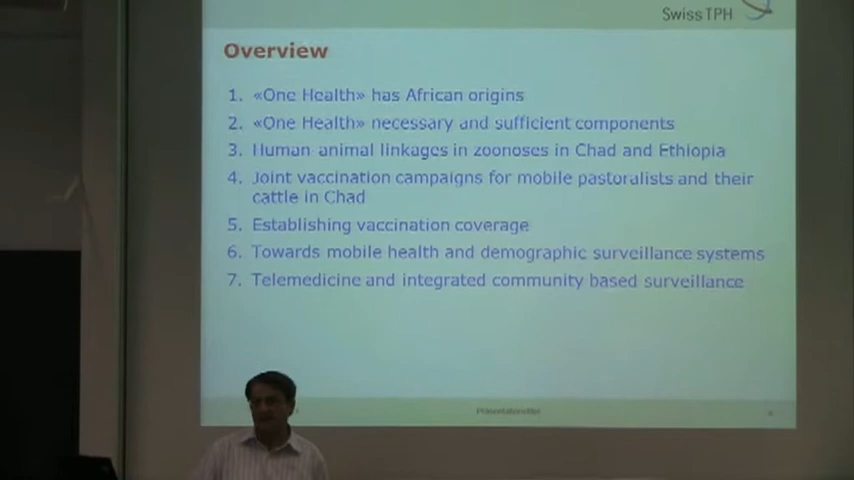 Swiss TPH
Overview
1. «One Health» has African origins
2. «One Health» necessary and sufficient components
3. Human animal linkages in zoonoses in Chad and Ethiopia
4. Joint vaccination campaigns for mobile pastoralists and their
cattle in Chad
5. Establishing vaccination coverage
6. Towards mobile health and demographic surveillance systems
7. Telemedicine and integrated community based surveillance
Präsentationstitel